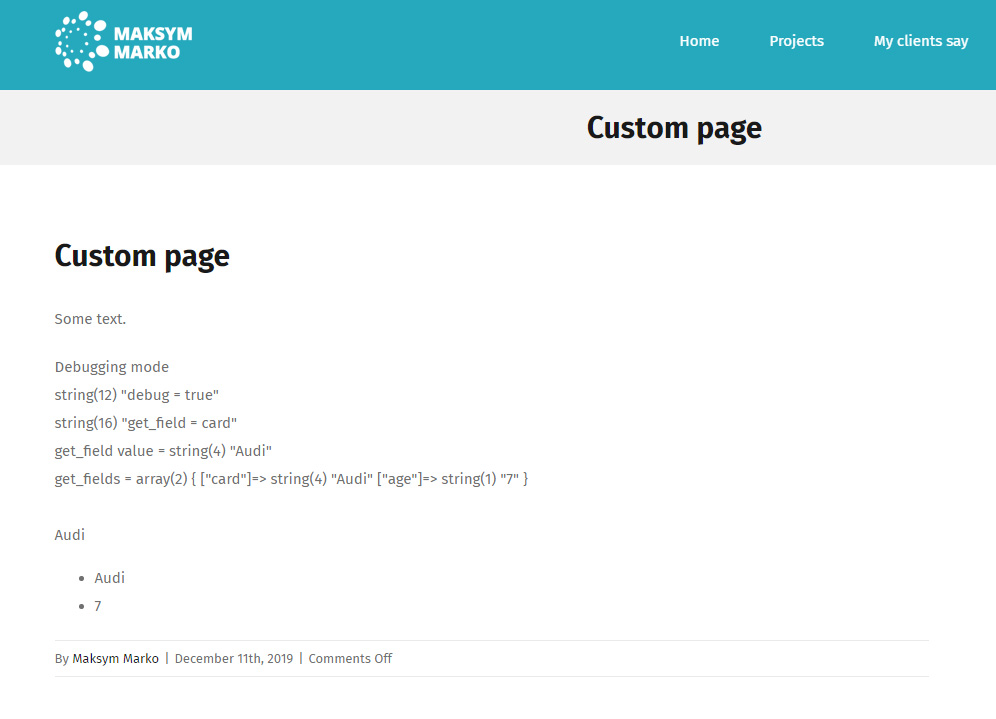 MAKSYM
MARKO
Home Projects My clients say
Custom page
Custom page
Some text.
Debugging mode
string(12) "debug = true"
string(16) "get_field = card"
get_field value = string(4) "Audi"
get_fields = array(2) { ["card"]=> string(4) "Audi" ["age"]=> string(1) "7" }
Audi
• Audi
• 7
By Maksym Marko | December 11th, 2019 | Comments Off